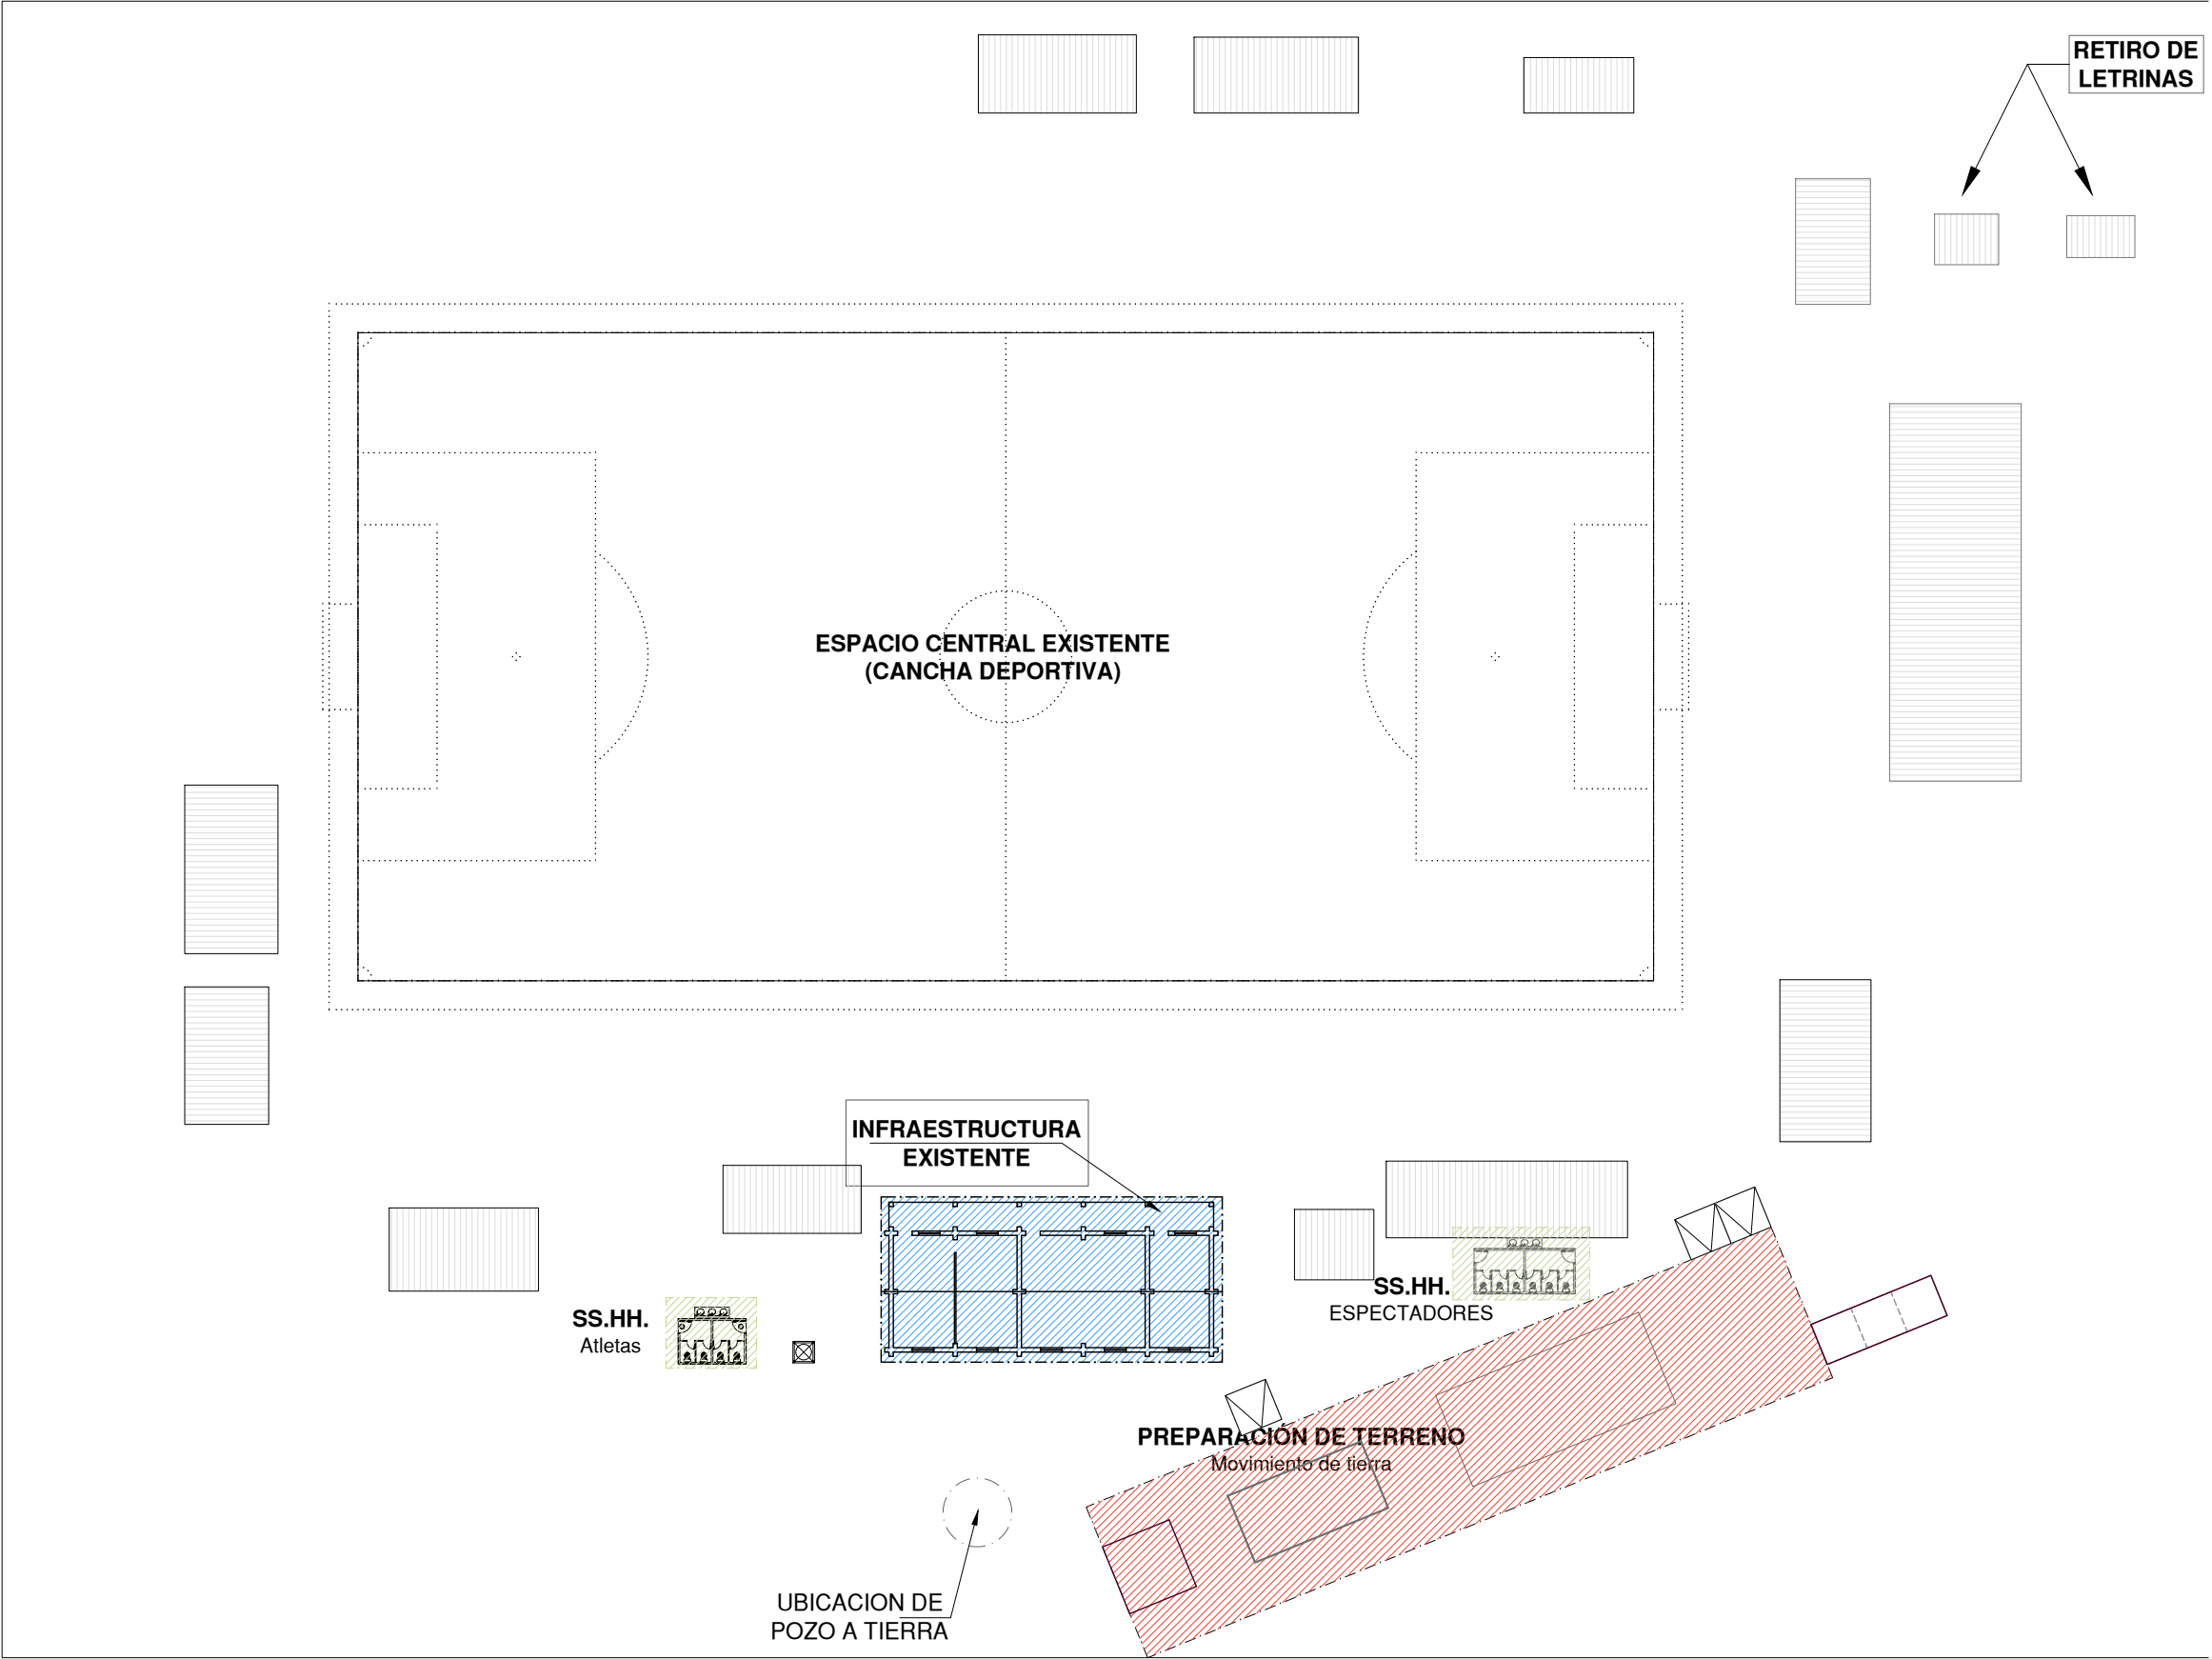 RETIRO DE
LETRINAS
ESPACIO CENTRAL EXISTENTE
(CANCHA DEPORTIVA)
INFRAESTRUCTURA
EXISTENTE
SS.HH.
ESPECTADORES
SS.HH.
Atletas
PREPARACIÓN DE TERRENO
Movimiento de tierra
UBICACION DE
POZO A TIERRA